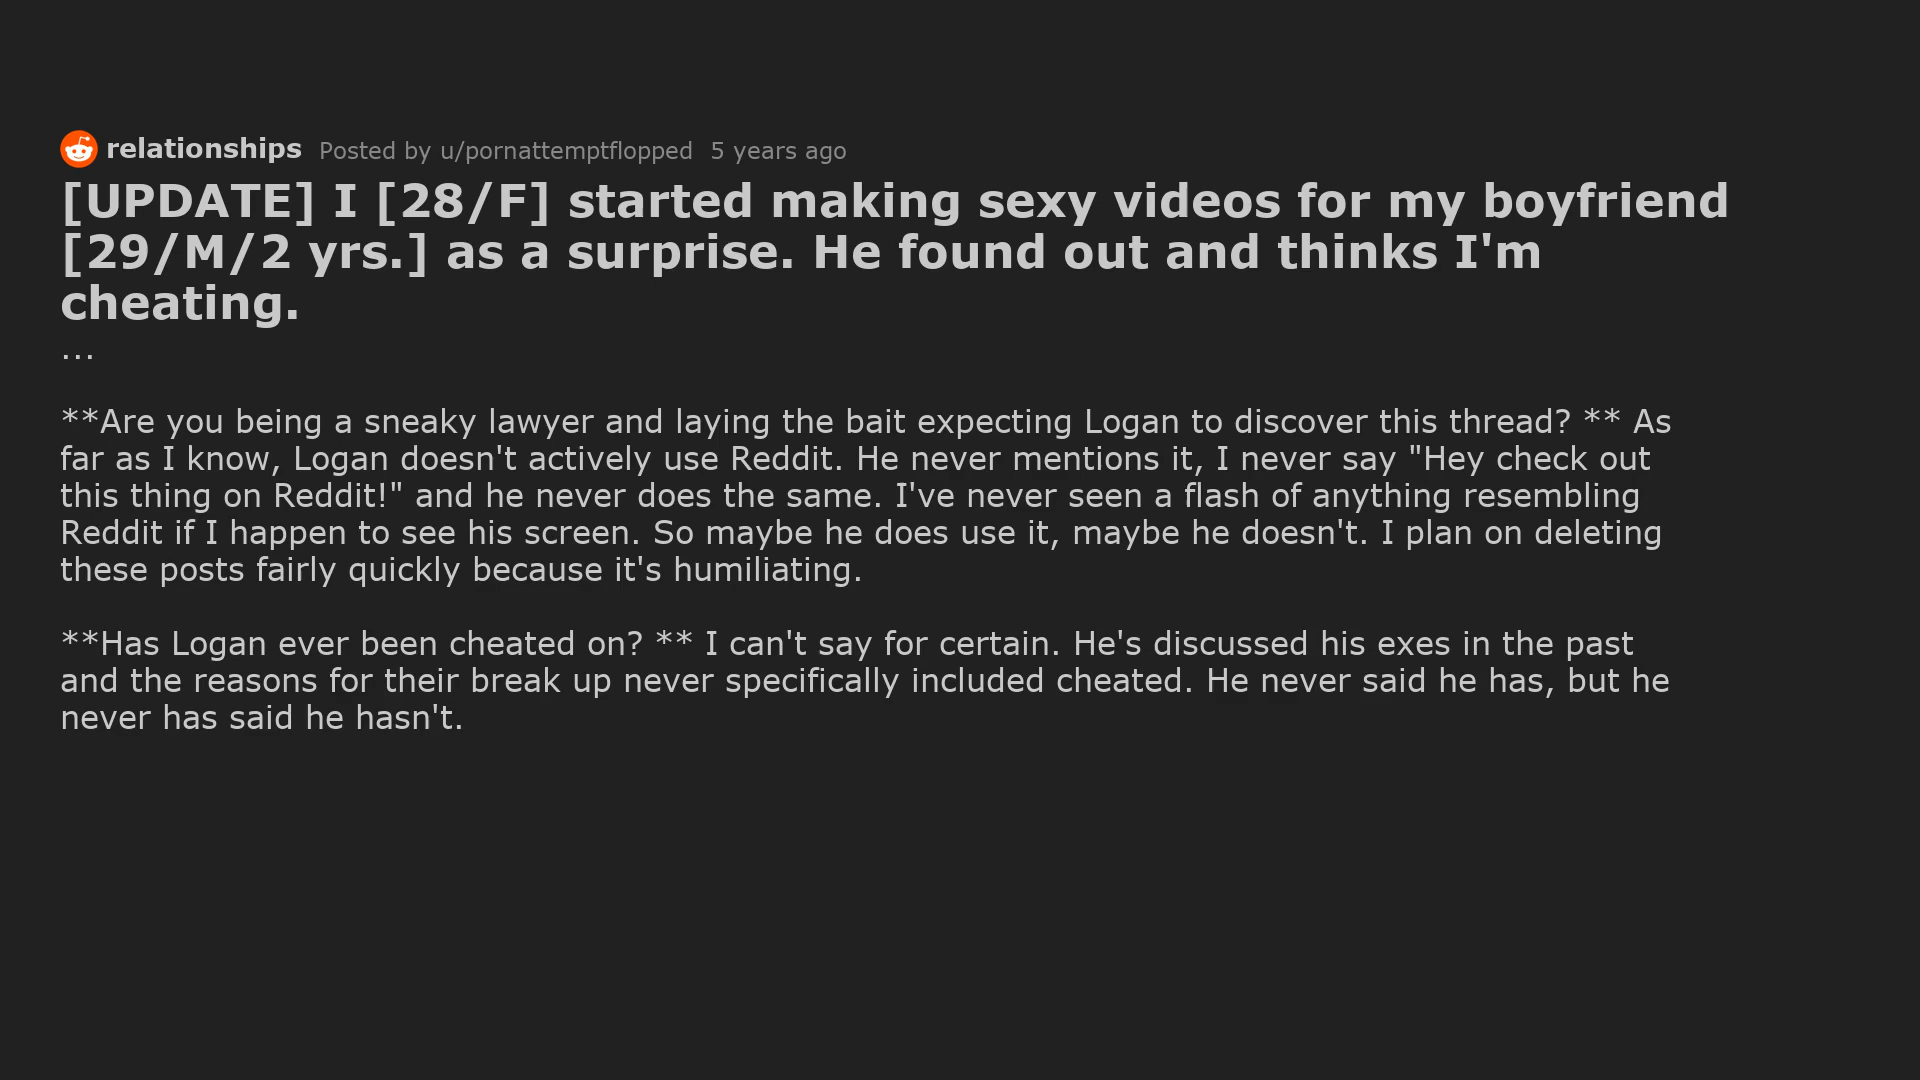 relationships Posted by u/pornattemptflopped 5 years ago
[UPDATE] I [28/F] started making sexy videos for my boyfriend
[29/M/2 yrs.] as a surprise. He found out and thinks I'm
cheating.
...
**Are you being a sneaky lawyer and laying the bait expecting Logan to discover this thread? ** As
far as I know, Logan doesn't actively use Reddit. He never mentions it, I never say "Hey check out
this thing on Reddit!" and he never does the same. I've never seen a flash of anything resembling
Reddit if I happen to see his screen. So maybe he does use it, maybe he doesn't. I plan on deleting
these posts fairly quickly because it's humiliating.
**Has Logan ever been cheated on? ** I can't say for certain. He's discussed his exes in the past
and the reasons for their break up never specifically included cheated. He never said he has, but he
never has said he hasn't.